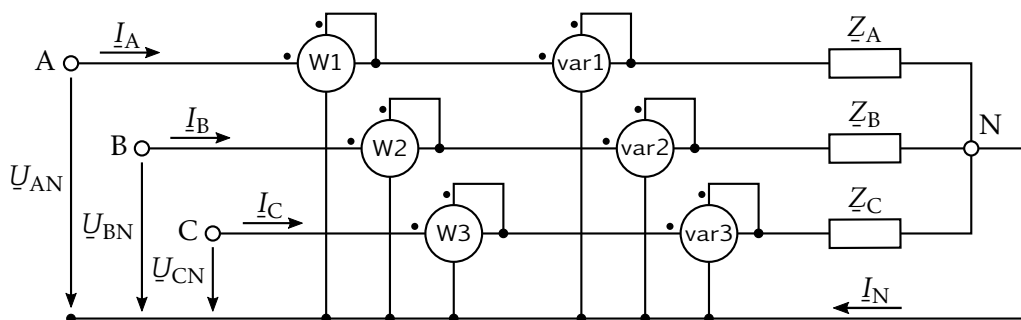 I_A
Z_A
A
W1
var1
I_B
Z_B
B
W2
var2
N
U_AN
I_C
Z_C
U_BN
C
W3
var3
U_CN
I_N